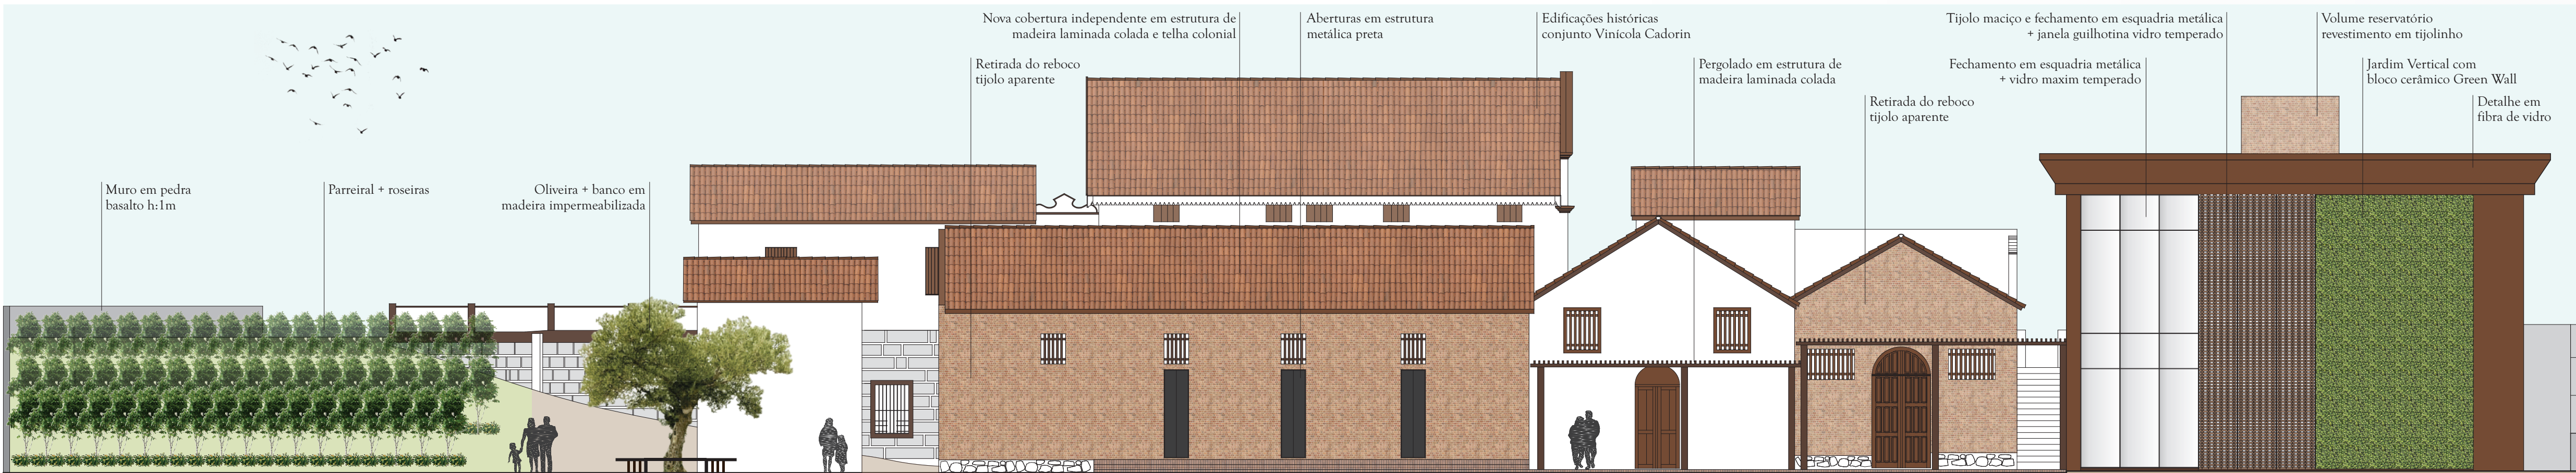 Muro em pedra
basalto h:1m
Parreiral + roseiras
Oliveira + banco em
madeira impermeabilizada
Retirada do reboco
tijolo aparente
Nova cobertura independente em estrutura de
madeira laminada colada e telha colonial
Aberturas em estrutura
metálica preta
Edificações históricas
conjunto Vinícola Cadorin
Pergolado em estrutura de
madeira laminada colada
Retirada do reboco
tijolo aparente
Fechamento em esquadria metálica
+ vidro maxim temperado
Tijolo maciço e fechamento em esquadria metálica
+ janela guilhotina vidro temperado
Volume reservatório
revestimento em tijolinho
Jardim Vertical com
bloco cerâmico Green Wall
Detalhe em
fibra de vidro